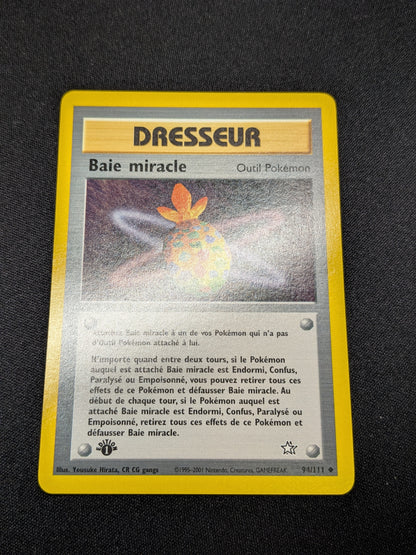 DRESSEUR
Baie miracle Outil Pokémon
Attachez Baie miracle à un de vos Pokémon qui n'a pas
d'Outil Pokémon attaché à lui.
N'importe quand entre deux tours, si le Pokémon
auquel est attaché Baie miracle est Endormi, Confus,
Paralysé ou Empoisonné, vous pouvez retirer tous ces
effets de ce Pokémon et défausser Baie miracle. Au
début de chaque tour, si le Pokémon auquel est
attaché Baie miracle est Endormi, Confus, Paralysé ou
Empoisonné, retirez tous ces effets de ce Pokémon et
défausser Baie miracle.
EDITION
1
Illus. Yousuke Hirata, CR CG gangs ©1995-2001 Nintendo, Creatures, GAMEFREAK. 94/111